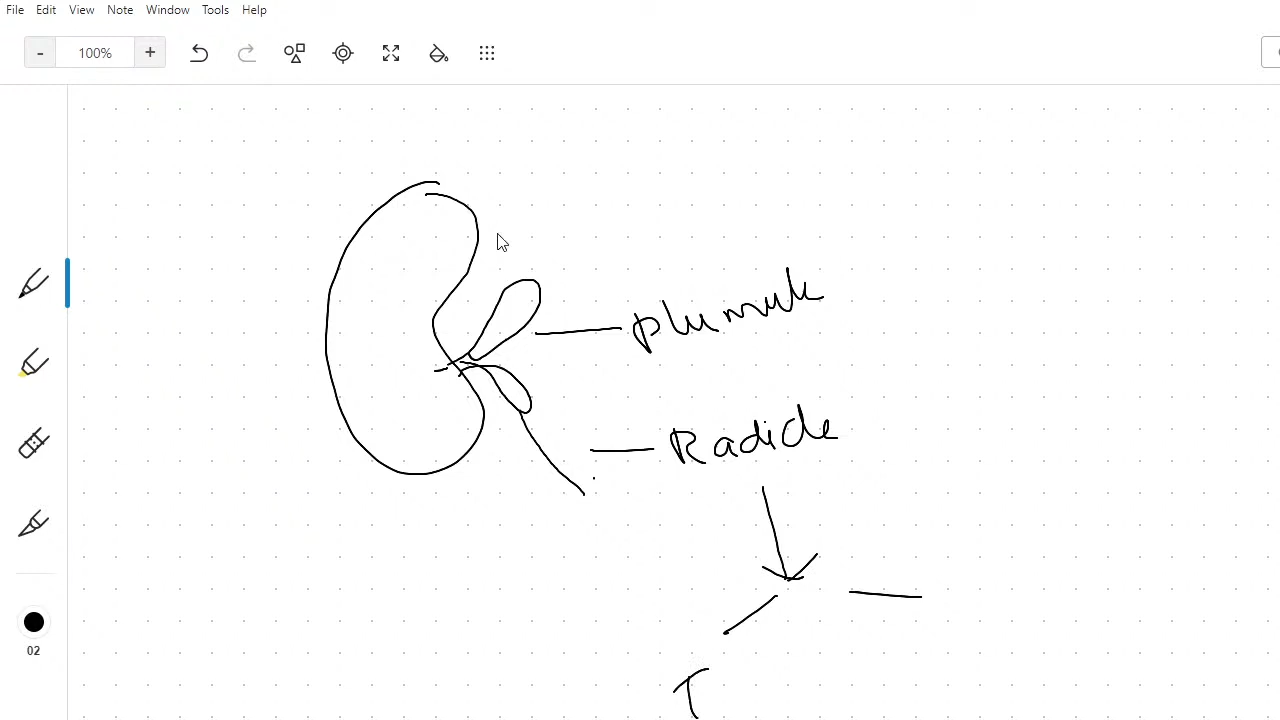 File Edit View Note Window Tools Help
- 100% +
plumule
Radicle
T
02